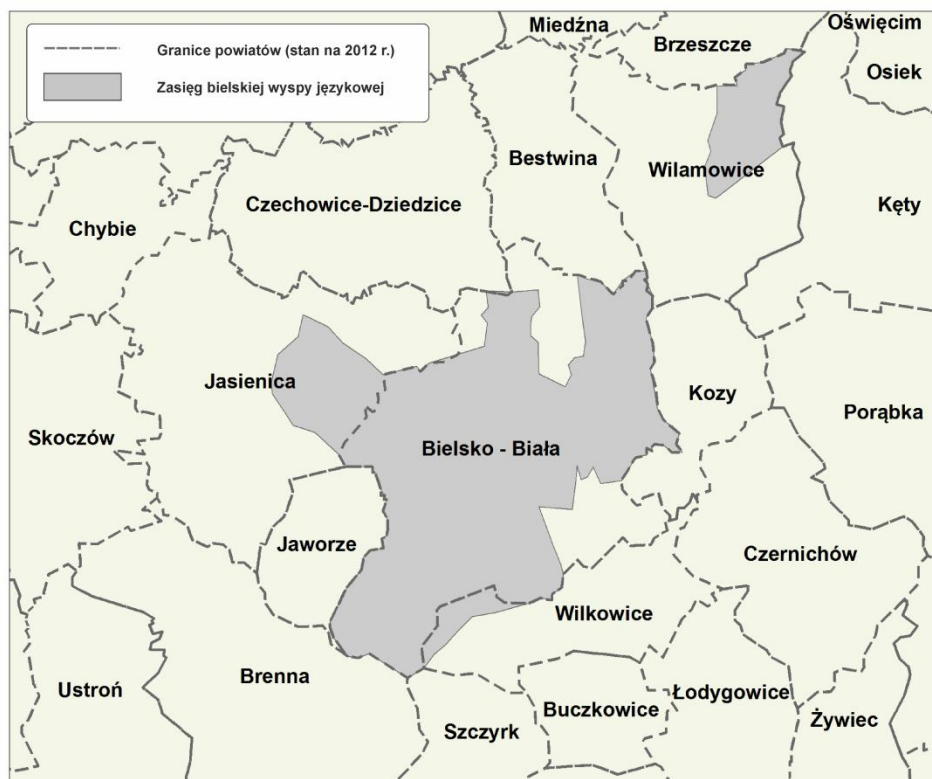 Granice powiatów (stan na 2012 r.)
Zasięg bielskiej wyspy językowej
Miedźna
Oświęcim
Brzeszcze
Osiek
Bestwina
Wilamowice
Czechowice-Dziedzice
Kęty
Chybie
Jasienica
Kozy
Porąbka
Skoczów
Bielsko - Biała
Jaworze
Czernichów
Wilkowice
Brenna
Ustroń
Łodygowice
Buczkowice
Szczyrk
Żywiec